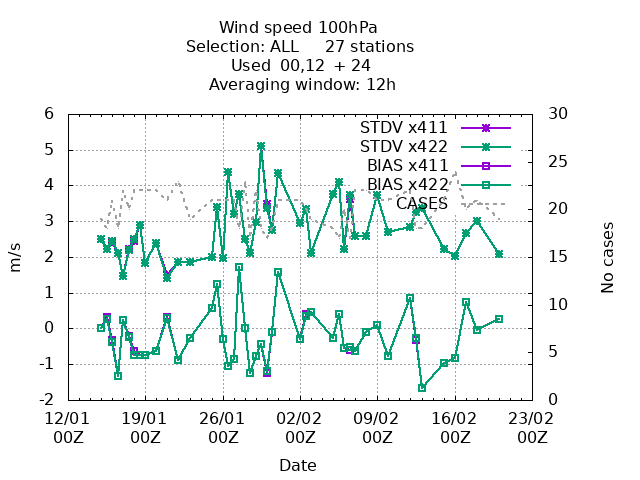 Wind speed 100hPa
Selection: ALL     27 stations
Used  00,12  + 24
Averaging window: 12h
6
5
4
3
2
1
0
-1
-2
m/s
30
25
20
15
10
5
0
No cases
STDV x411
STDV x422
BIAS x411
BIAS x422
CASES
12/01 19/01 26/01 02/02 09/02 16/02 23/02
00Z 00Z 00Z 00Z 00Z 00Z 00Z
Date